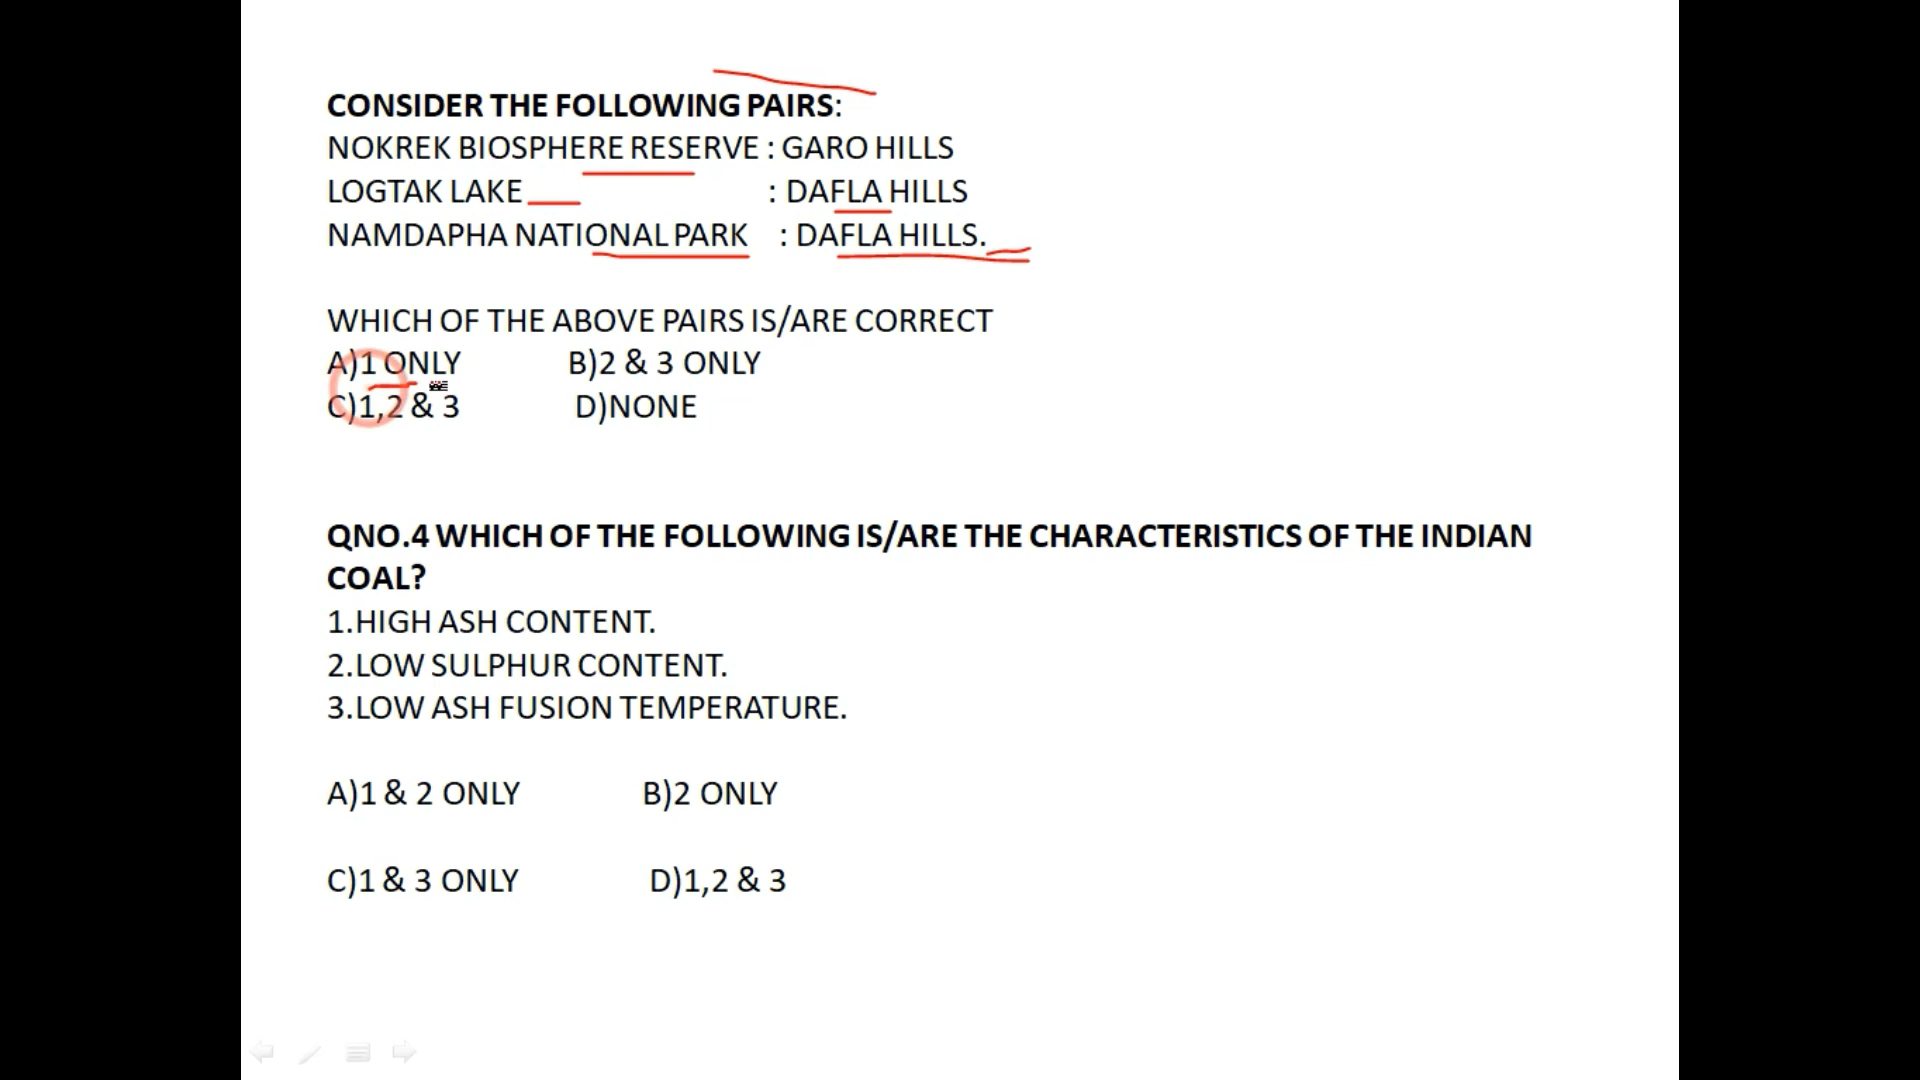 CONSIDER THE FOLLOWING PAIRS:
NOKREK BIOSPHERE RESERVE : GARO HILLS
LOGTAK LAKE : DAFLA HILLS
NAMDAPHA NATIONAL PARK : DAFLA HILLS.
WHICH OF THE ABOVE PAIRS IS/ARE CORRECT
A)1 ONLY B)2 & 3 ONLY
C)1,2 & 3 D)NONE
QNO.4 WHICH OF THE FOLLOWING IS/ARE THE CHARACTERISTICS OF THE INDIAN
COAL?
1.HIGH ASH CONTENT.
2.LOW SULPHUR CONTENT.
3.LOW ASH FUSION TEMPERATURE.
A)1 & 2 ONLY B)2 ONLY
C)1 & 3 ONLY D)1,2 & 3